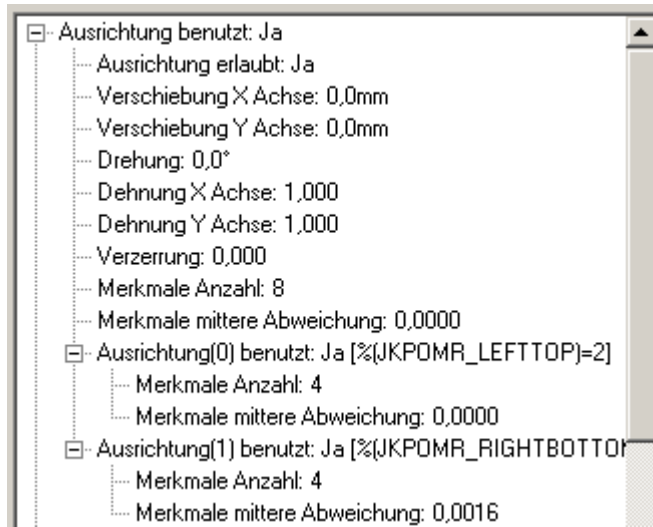 Ausrichtung benutzt: Ja
Ausrichtung erlaubt: Ja
Verschiebung X Achse: 0,0mm
Verschiebung Y Achse: 0,0mm
Drehung: 0,0°
Dehnung X Achse: 1,000
Dehnung Y Achse: 1,000
Verzerrung: 0,000
Merkmale Anzahl: 8
Merkmale mittere Abweichung: 0,0000
Ausrichtung(0) benutzt: Ja [%(JKPOMR_LEFTTOP)=2]
Merkmale Anzahl: 4
Merkmale mittere Abweichung: 0,0000
Ausrichtung(1) benutzt: Ja [%(JKPOMR_RIGHTBOTTO
Merkmale Anzahl: 4
Merkmale mittere Abweichung: 0,0016